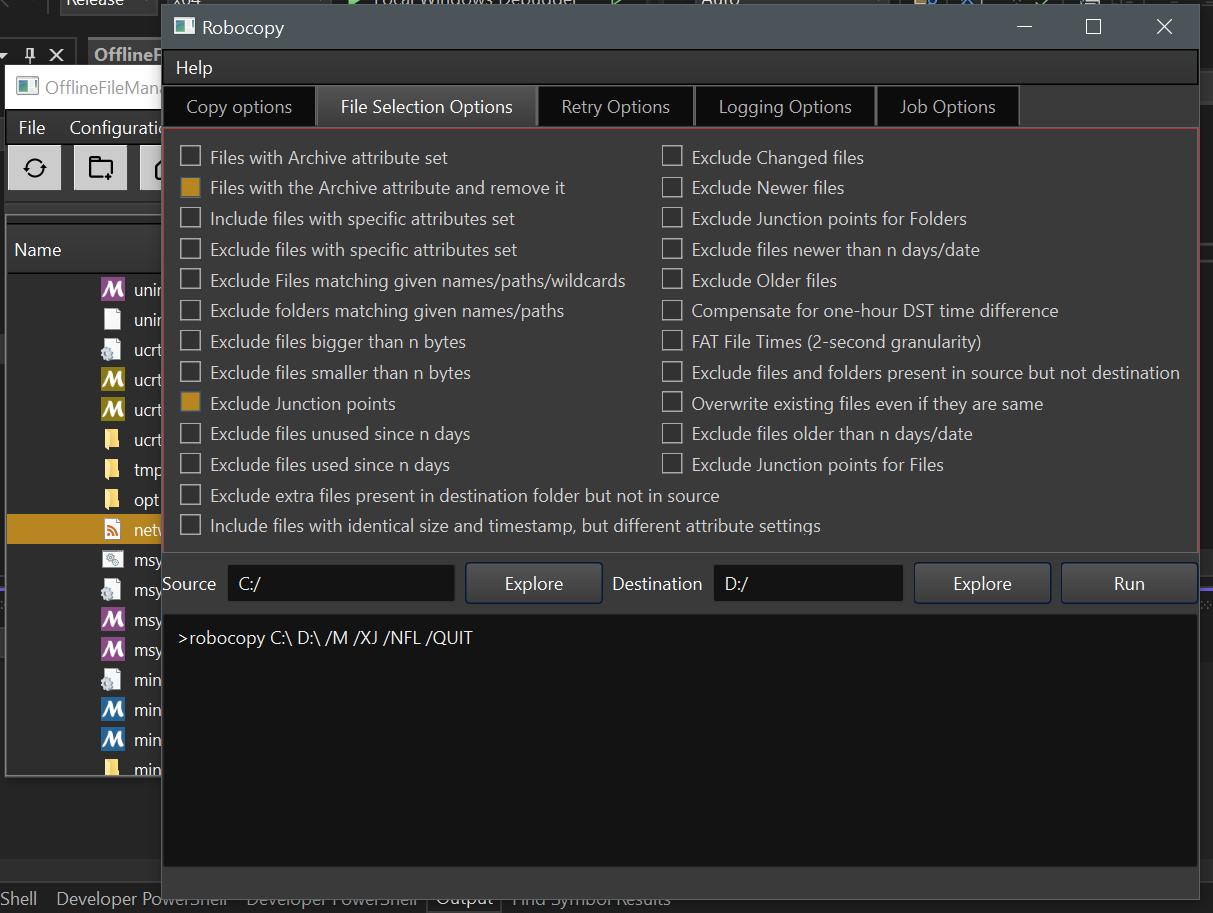 Release
x64
Local Windows Debugger
Auto
Robocopy
Help
Copy options
File Selection Options
Retry Options
Logging Options
Job Options
Files with Archive attribute set
Files with the Archive attribute and remove it
Include files with specific attributes set
Exclude files with specific attributes set
Exclude Files matching given names/paths/wildcards
Exclude folders matching given names/paths
Exclude files bigger than n bytes
Exclude files smaller than n bytes
Exclude Junction points
Exclude files unused since n days
Exclude files used since n days
Exclude extra files present in destination folder but not in source
Include files with identical size and timestamp, but different attribute settings
Exclude Changed files
Exclude Newer files
Exclude Junction points for Folders
Exclude files newer than n days/date
Exclude Older files
Compensate for one-hour DST time difference
FAT File Times (2-second granularity)
Exclude files and folders present in source but not destination
Overwrite existing files even if they are same
Exclude files older than n days/date
Exclude Junction points for Files
Source
C:/
Explore
Destination
D:/
Explore
Run
>robocopy C:\ D:\ /M /XJ /NFL /QUIT
OfflineF
OfflineFileMan
File
Configuratio
Name
unir
unir
ucrt
ucrt
ucrt
ucrt
tmp
opt
netv
msy
msy
msy
msy
min
min
min
min
Shell
Developer PowerShell
Developer PowerShell
Output
Find Symbol Results